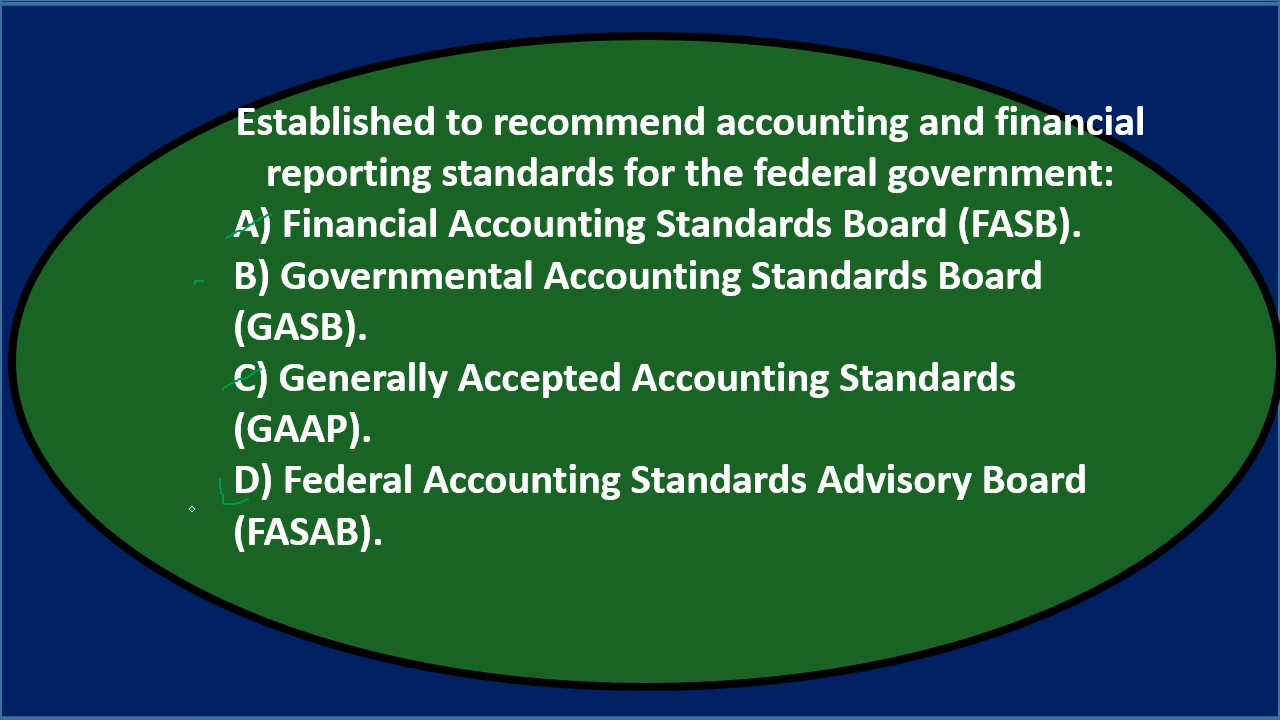 Established to recommend accounting and financial
reporting standards for the federal government:
A) Financial Accounting Standards Board (FASB).
B) Governmental Accounting Standards Board
(GASB).
C) Generally Accepted Accounting Standards
(GAAP).
D) Federal Accounting Standards Advisory Board
(FASAB).